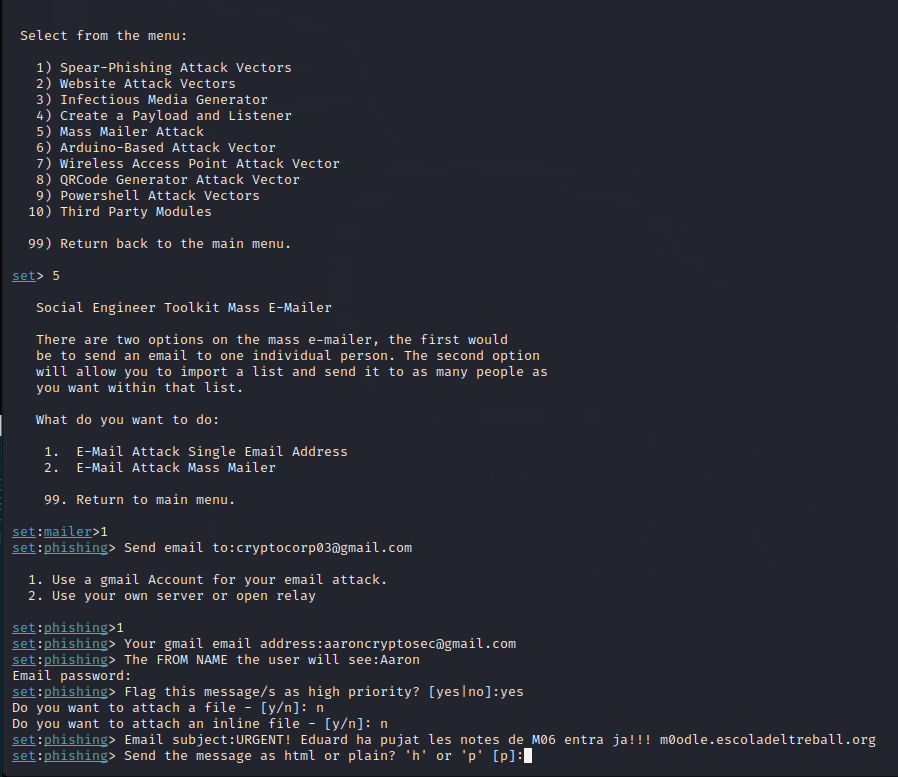 Select from the menu:
1) Spear-Phishing Attack Vectors
2) Website Attack Vectors
3) Infectious Media Generator
4) Create a Payload and Listener
5) Mass Mailer Attack
6) Arduino-Based Attack Vector
7) Wireless Access Point Attack Vector
8) QRCode Generator Attack Vector
9) Powershell Attack Vectors
10) Third Party Modules
99) Return back to the main menu.
set> 5
Social Engineer Toolkit Mass E-Mailer
There are two options on the mass e-mailer, the first would
be to send an email to one individual person. The second option
will allow you to import a list and send it to as many people as
you want within that list.
What do you want to do:
1.  E-Mail Attack Single Email Address
2.  E-Mail Attack Mass Mailer
99. Return to main menu.
set:mailer>1
set:phishing> Send email to:cryptocorp03@gmail.com
1. Use a gmail Account for your email attack.
2. Use your own server or open relay
set:phishing>1
set:phishing> Your gmail email address:aaroncryptosec@gmail.com
set:phishing> The FROM NAME the user will see:Aaron
Email password:
set:phishing> Flag this message/s as high priority? [yes|no]:yes
Do you want to attach a file - [y/n]: n
Do you want to attach an inline file - [y/n]: n
set:phishing> Email subject:URGENT! Eduard ha pujat les notes de M06 entra ja!!! m0odle.escoladeltreball.org
set:phishing> Send the message as html or plain? 'h' or 'p' [p]: